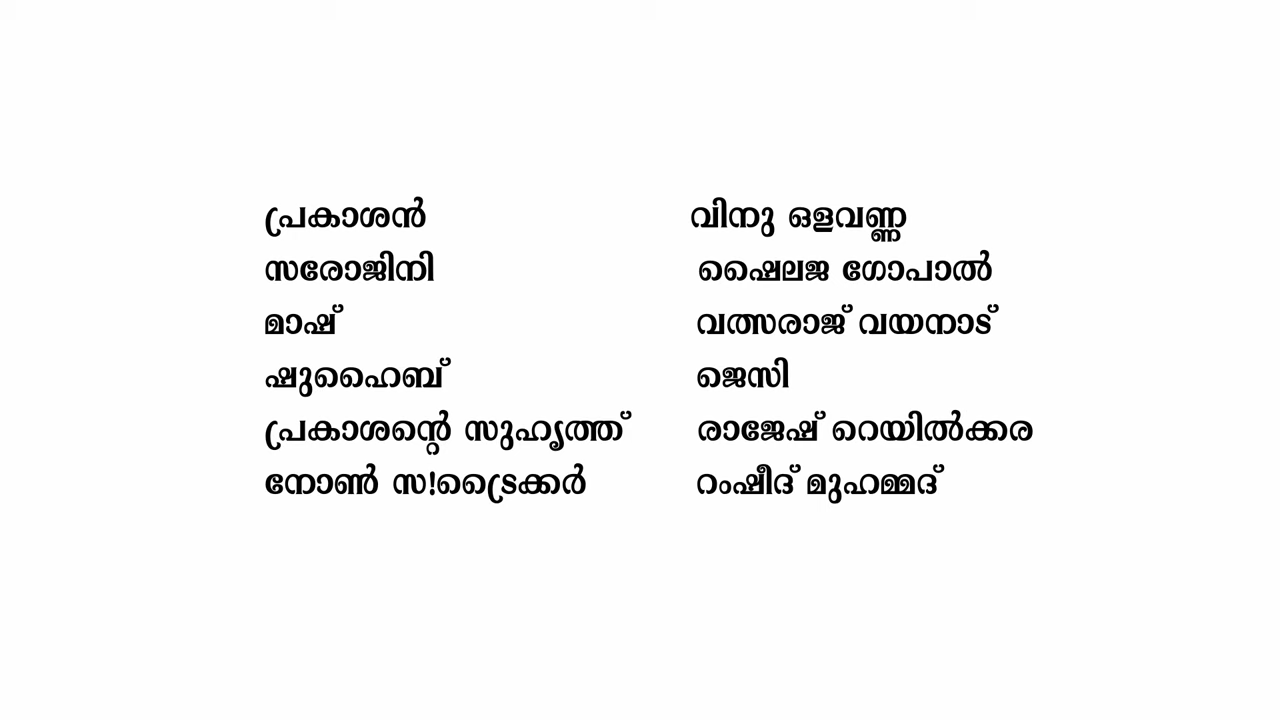 പ്രകാശൻ വിനു ഒളവണ്ണ
സരോജിനി ഷൈലജ ഗോപാൽ
മാഷ് വത്സരാജ് വയനാട്
ഷുഹൈബ് ജെസി
പ്രകാശന്റെ സുഹൃത്ത് രാജേഷ് റെയിൽക്കര
നോൺ സ!ട്രൈക്കർ റംഷീദ് മുഹമ്മദ്